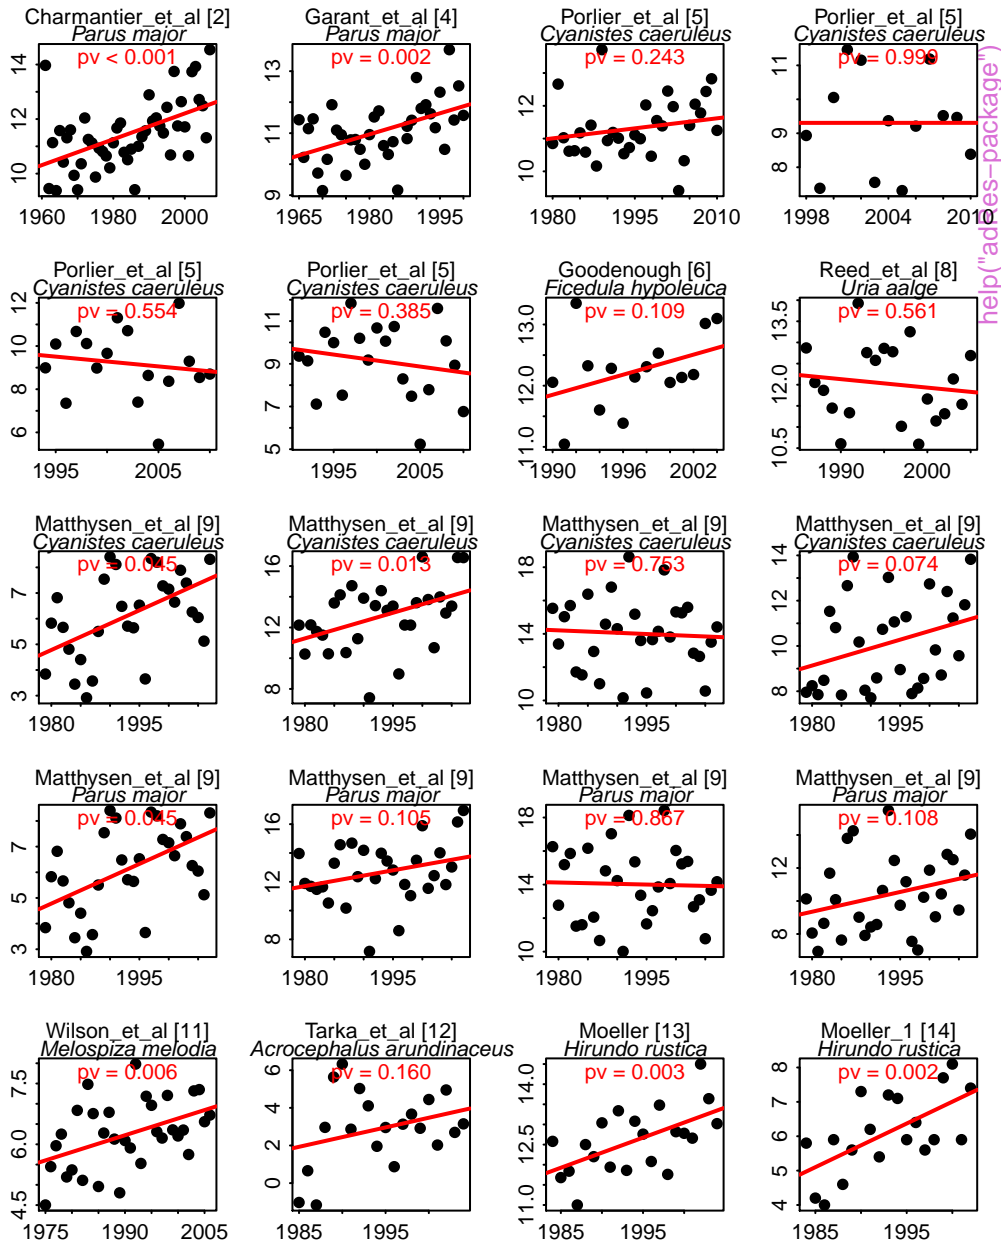 Charmantier_et_al [2]
Parus major
pv < 0.001
10 11 12 14
1960 1980 2000
Garant_et_al [4]
Parus major
pv = 0.002
9 11 13
1965 1980 1995
Porlier_et_al [5]
Cyanistes caeruleus
pv = 0.243
10 12
1980 1995 2010
Porlier_et_al [5]
Cyanistes caeruleus
pv = 0.999
8 9 11
1998 2004 2010
help("adRes-package")
Porlier_et_al [5]
Cyanistes caeruleus
pv = 0.554
6 8 9 10 12
1995 2005
Porlier_et_al [5]
Cyanistes caeruleus
pv = 0.385
5 7 9 11
1995 2005
Goodenough [6]
Ficedula hypoleuca
pv = 0.109
11.0 12.0 13.0
1990 1996 2002
Reed_et_al [8]
Uria aalge
pv = 0.561
10.5 12.0 13.5
1990 2000
Matthysen_et_al [9]
Cyanistes caeruleus
pv = 0.045
3 5 7
1980 1995
Matthysen_et_al [9]
Cyanistes caeruleus
pv = 0.013
8 12 16
1980 1995
Matthysen_et_al [9]
Cyanistes caeruleus
pv = 0.753
10 14 18
1980 1995
Matthysen_et_al [9]
Cyanistes caeruleus
pv = 0.074
8 10 12 14
1980 1995
Matthysen_et_al [9]
Parus major
pv = 0.045
3 5 7
1980 1995
Matthysen_et_al [9]
Parus major
pv = 0.105
8 12 14 16
1980 1995
Matthysen_et_al [9]
Parus major
pv = 0.867
10 14 18
1980 1995
Matthysen_et_al [9]
Parus major
pv = 0.108
8 12
1980 1995
Wilson_et_al [11]
Melospiza melodia
pv = 0.006
4.5 6.0 7.5
1975 1990 2005
Tarka_et_al [12]
Acrocephalus arundinaceus
pv = 0.160
0 2 4 6
1985 1995
Moeller [13]
Hirundo rustica
pv = 0.003
11.0 12.5 14.0
1985 1995
Moeller_1 [14]
Hirundo rustica
pv = 0.002
4 5 6 7 8
1985 1995